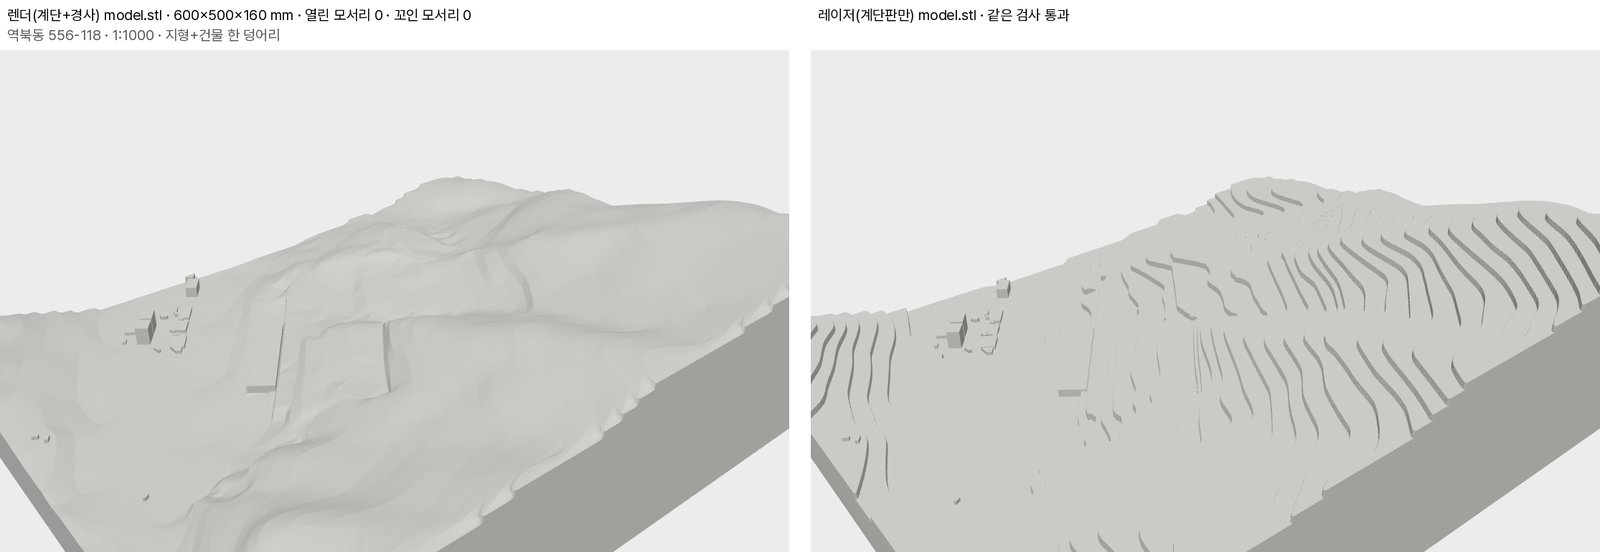 렌더(계단+경사) model.stl · 600×500×160 mm · 열린 모서리 0 · 꼬인 모서리 0
역북동 556-118 · 1:1000 · 지형+건물 한 덩어리
레이저(계단판만) model.stl · 같은 검사 통과